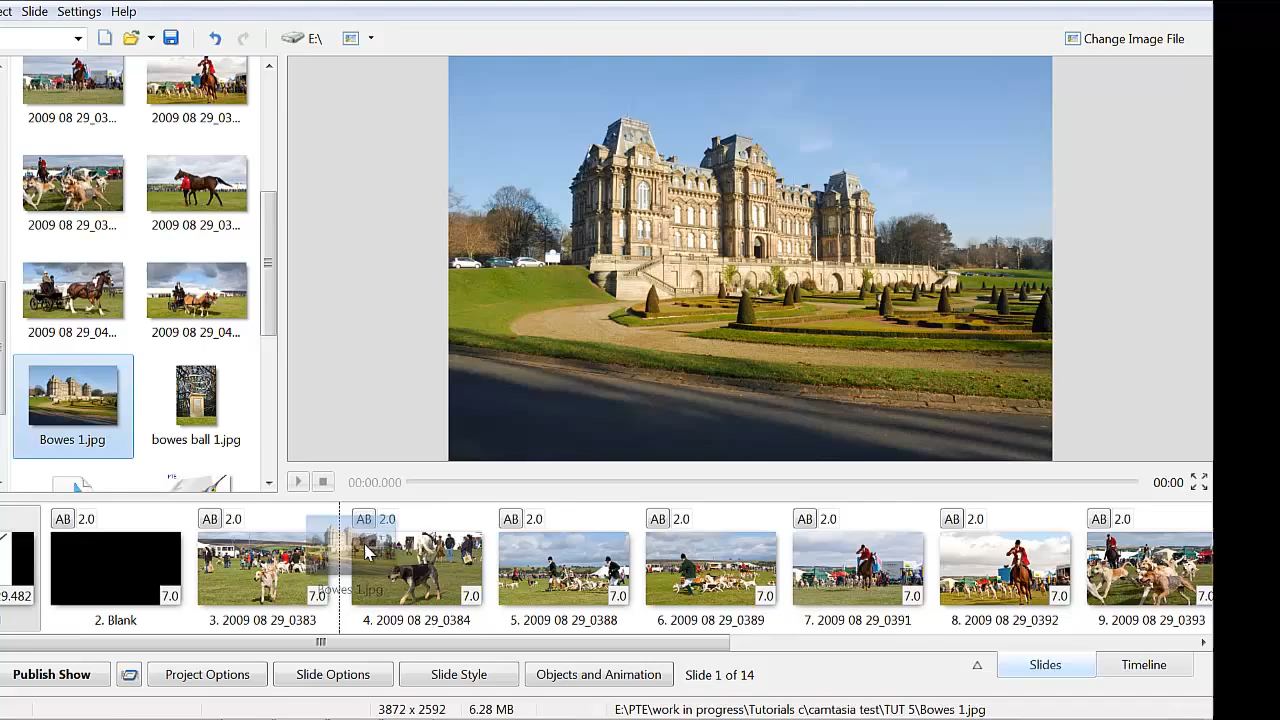 ct Slide Settings Help
E:\ Change Image File
2009 08 29_03... 2009 08 29_03...
2009 08 29_03... 2009 08 29_03...
2009 08 29_04... 2009 08 29_04...
Bowes 1.jpg bowes ball 1.jpg
PTE
00:00.000 00:00
AB 2.0 AB 2.0 AB 2.0 AB 2.0 AB 2.0 AB 2.0 AB 2.0 AB 2.0
Bowes 1.jpg
29.482 7.0 7.0 7.0 7.0 7.0 7.0 7.0 7.0
2. Blank 3. 2009 08 29_0383 4. 2009 08 29_0384 5. 2009 08 29_0388 6. 2009 08 29_0389 7. 2009 08 29_0391 8. 2009 08 29_0392 9. 2009 08 29_0393
Publish Show Project Options Slide Options Slide Style Objects and Animation Slide 1 of 14 Slides Timeline
3872 x 2592 6.28 MB E:\PTE\work in progress\Tutorials c\camtasia test\TUT 5\Bowes 1.jpg